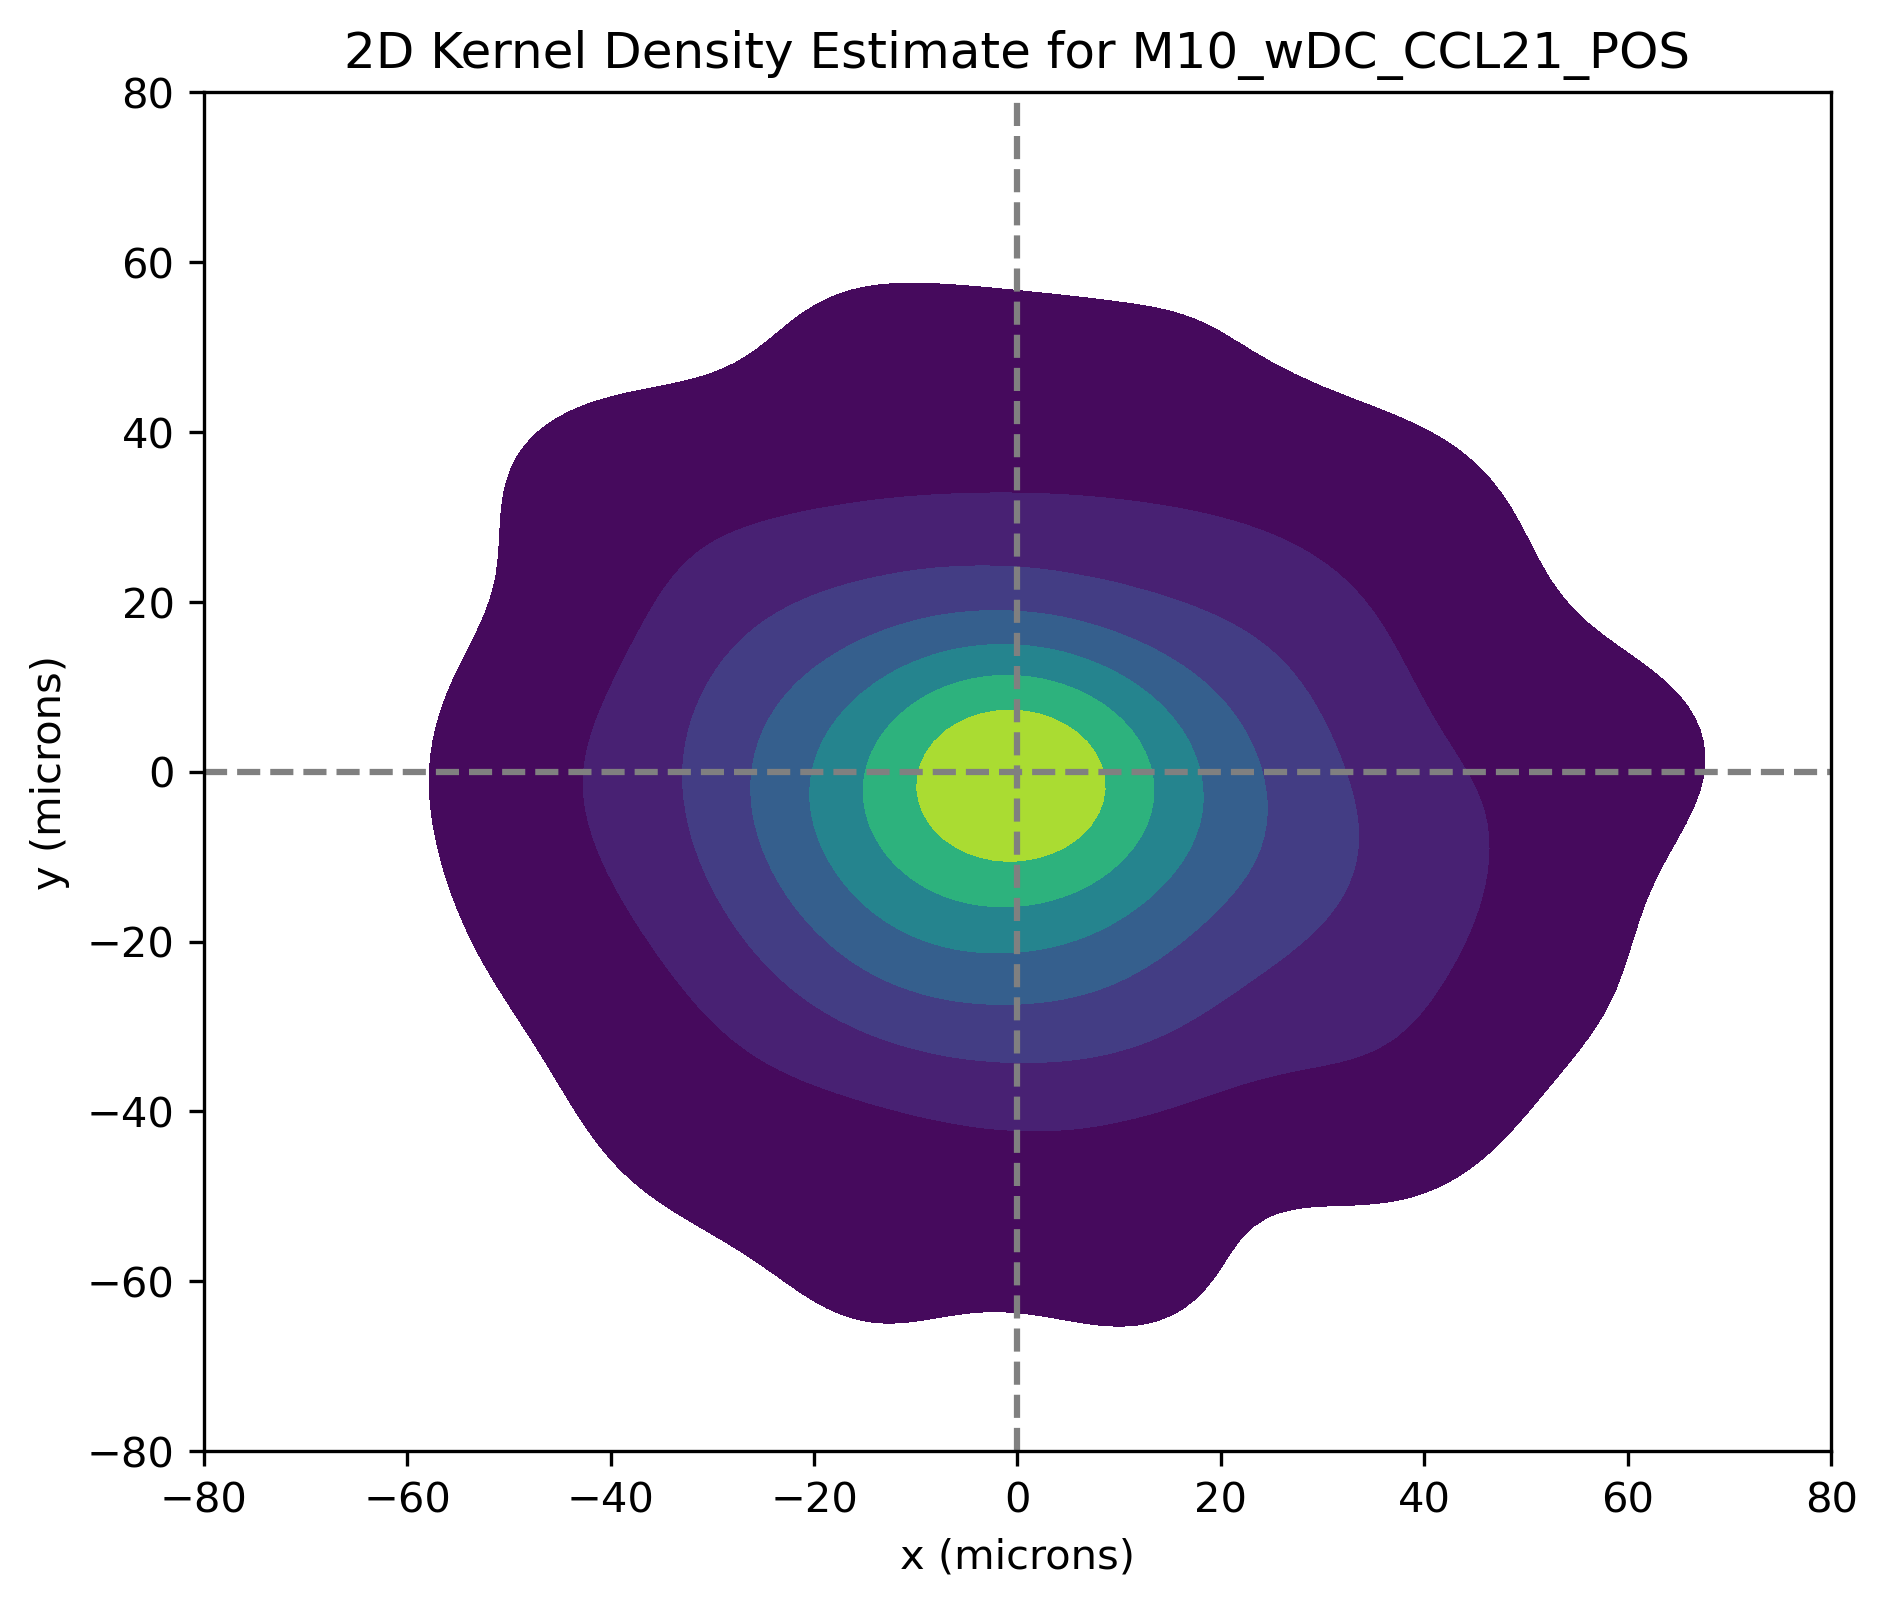 2D Kernel Density Estimate for M10_wDC_CCL21_POS
80
60
40
20
0
−20
−40
−60
−80
y (microns)
−80 −60 −40 −20 0 20 40 60 80
x (microns)